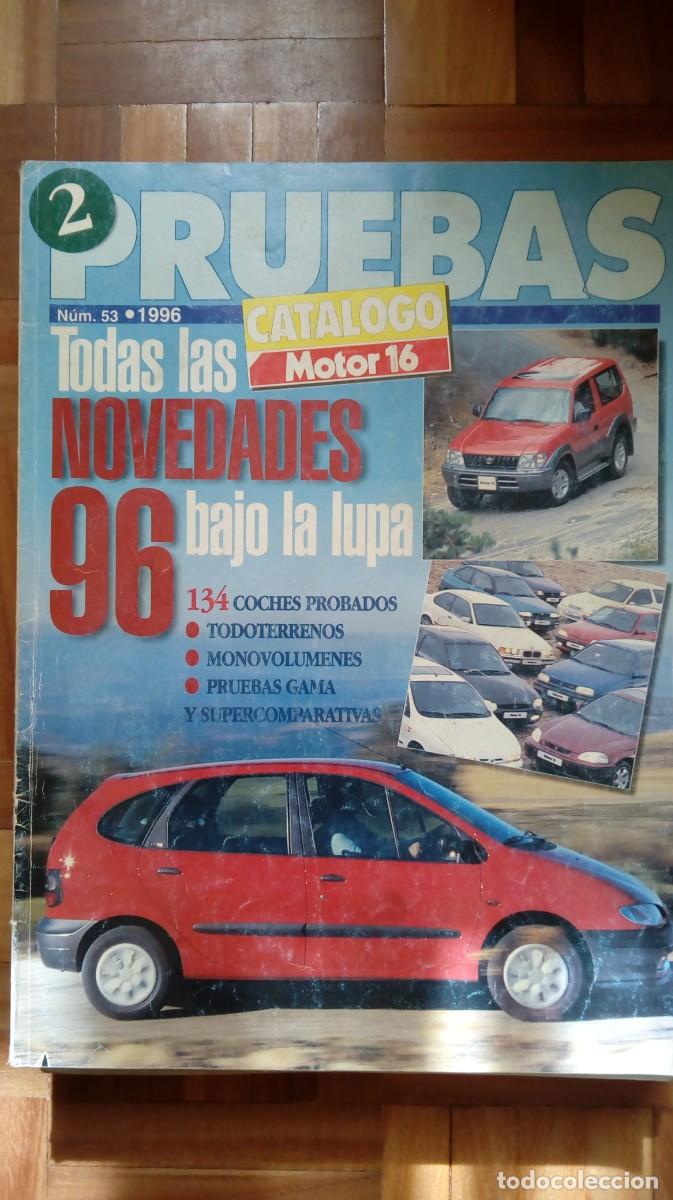 2
PRUEBAS
Núm. 53 • 1996
CATALOGO
Motor 16
Todas las
NOVEDADES
96 bajo la lupa
134 COCHES PROBADOS
• TODOTERRENOS
• MONOVOLUMENES
• PRUEBAS GAMA
Y SUPERCOMPARATIVAS
todocoleccion